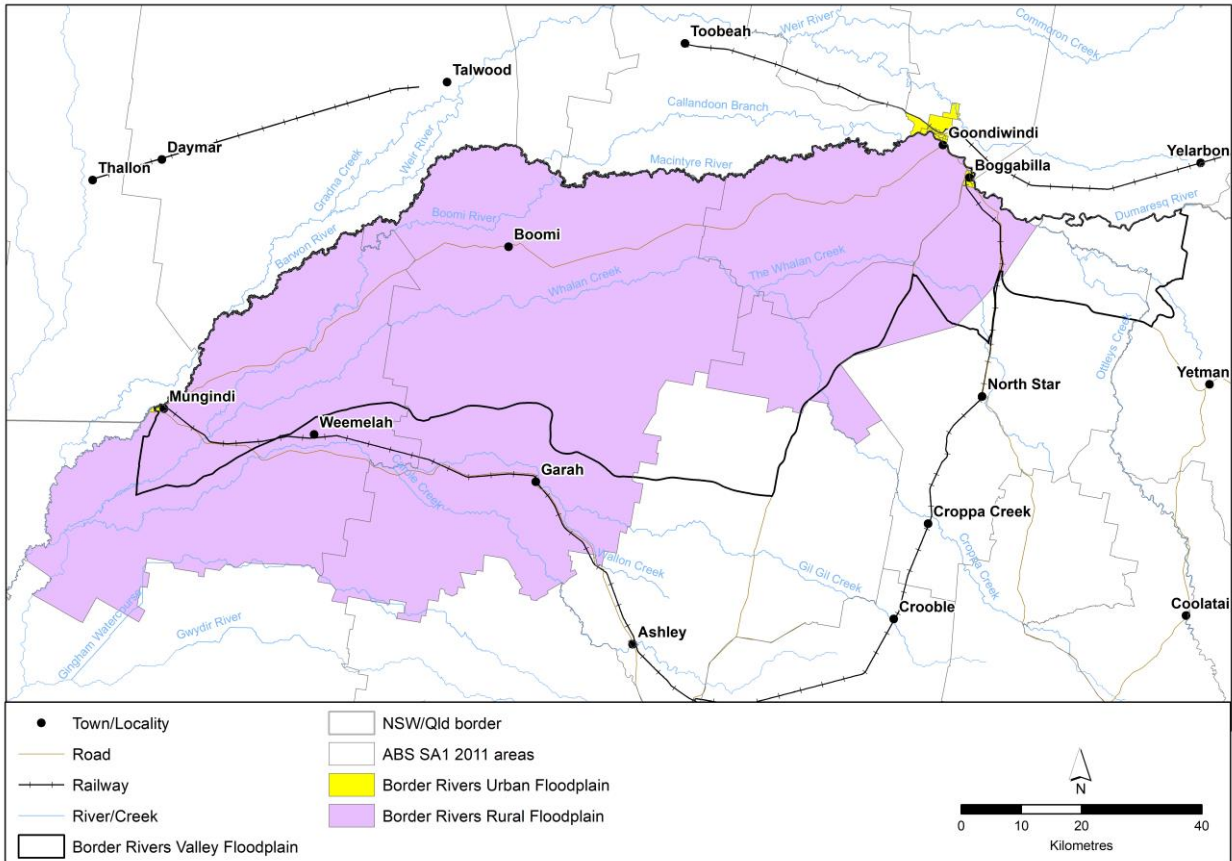 Toobeah
Weir River
Commoron Creek
Talwood
Callandoon Branch
Goondiwindi
Daymar
Thallon
Gradna Creek
Weir River
Macintyre River
Boggabilla
Yelarbon
Dumaresq River
Boomi River
Boomi
Barwon River
Whalan Creek
The Whalan Creek
Ottleys Creek
Yetman
Mungindi
North Star
Weemelah
Garah
Carole Creek
Croppa Creek
Wallon Creek
Gil Gil Creek
Croppa Creek
Crooble
Coolatai
Gingham Watercourse
Gwydir River
Ashley
Town/Locality
Road
Railway
River/Creek
Border Rivers Valley Floodplain
NSW/Qld border
ABS SA1 2011 areas
Border Rivers Urban Floodplain
Border Rivers Rural Floodplain
N
0 10 20 40
Kilometres